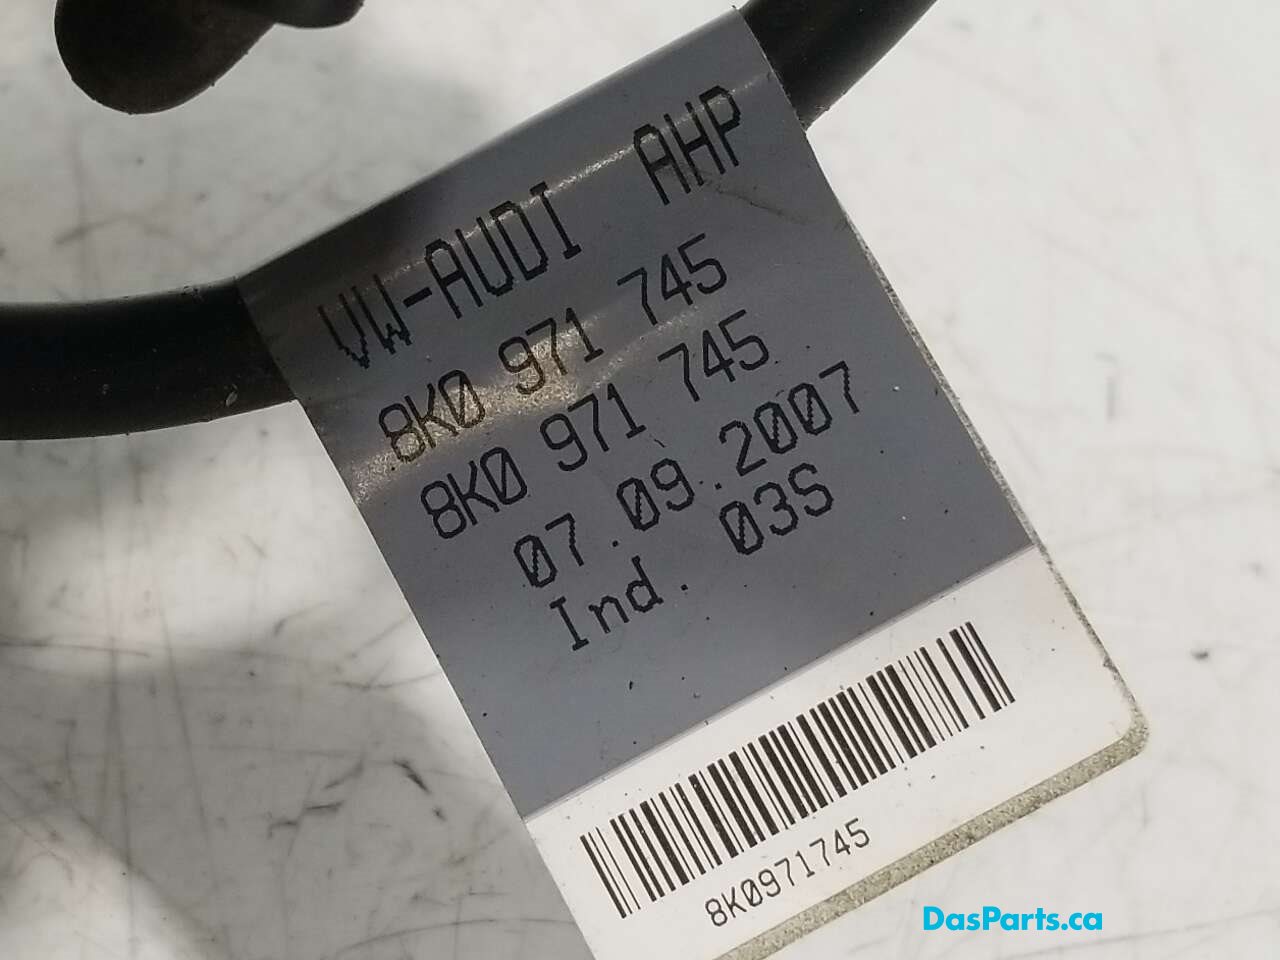 VW-AUDI AHP
8K0 971 745
8K0 971 745
07.09.2007
Ind. 03S
8K0971745
DasParts.ca